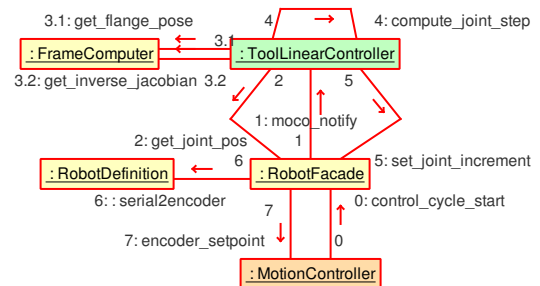 3.1: get_flange_pose
4
4: compute_joint_step
3.1
: FrameComputer
: ToolLinearController
3.2: get_inverse_jacobian
3.2
2
5
1: moco_notify
2: get_joint_pos
1
6
5: set_joint_increment
: RobotDefinition
: RobotFacade
6: : serial2encoder
7
0: control_cycle_start
7: encoder_setpoint
0
: MotionController